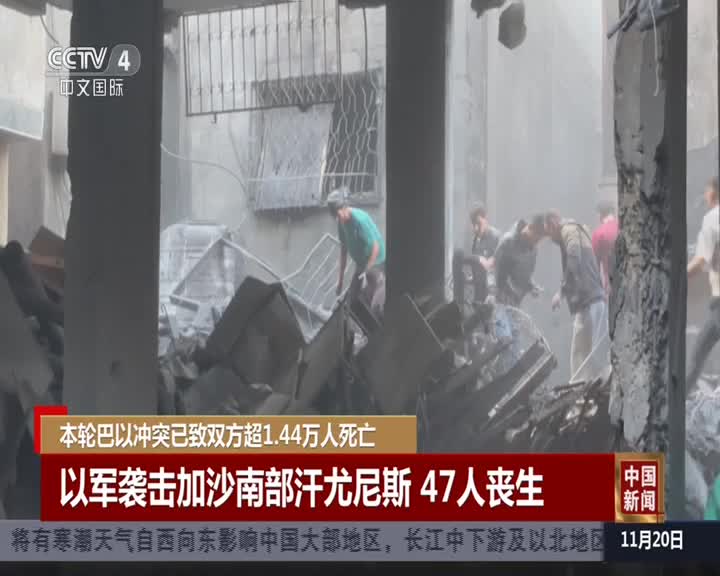 CCTV 4
中文国际
本轮巴以冲突已致双方超1.44万人死亡
以军袭击加沙南部汗尤尼斯 47人丧生
中国
新闻
将有寒潮天气自西向东影响中国大部地区，长江中下游及以北地区
11月20日